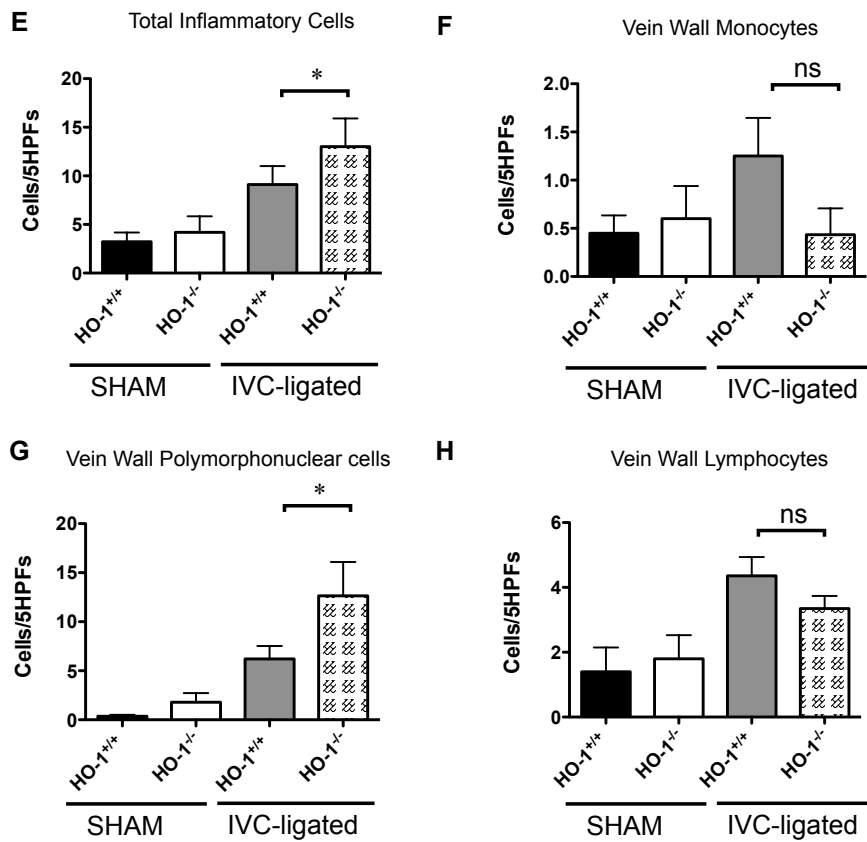 E
Total Inflammatory Cells
*
20
15
10
5
0
Cells/5HPFs
HO-1+/+
HO-1-/-
HO-1+/+
HO-1-/-
SHAM
IVC-ligated
F
Vein Wall Monocytes
ns
2.0
1.5
1.0
0.5
0.0
Cells/5HPFs
HO-1+/+
HO-1-/-
HO-1+/+
HO-1-/-
SHAM
IVC-ligated
G
Vein Wall Polymorphonuclear cells
*
20
15
10
5
0
Cells/5HPFs
HO-1+/+
HO-1-/-
HO-1+/+
HO-1-/-
SHAM
IVC-ligated
H
Vein Wall Lymphocytes
ns
6
4
2
0
Cells/5HPFs
HO-1+/+
HO-1-/-
HO-1+/+
HO-1-/-
SHAM
IVC-ligated